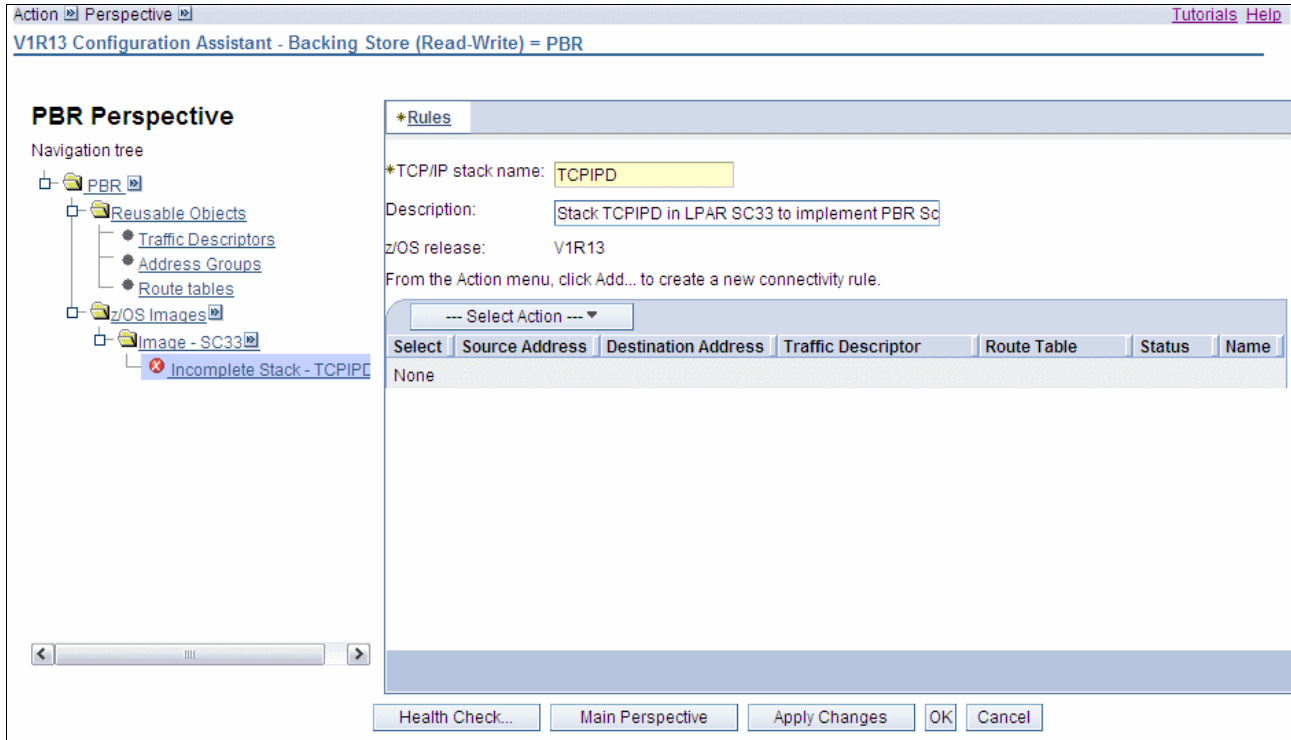 Action Perspective Tutorials Help
V1R13 Configuration Assistant - Backing Store (Read-Write) = PBR
PBR Perspective
Navigation tree
PBR
Reusable Objects
Traffic Descriptors
Address Groups
Route tables
z/OS Images
Image - SC33
Incomplete Stack - TCPIPD
*Rules
*TCP/IP stack name: TCPIPD
Description: Stack TCPIPD in LPAR SC33 to implement PBR Sc
z/OS release: V1R13
From the Action menu, click Add... to create a new connectivity rule.
--- Select Action ---
Select Source Address Destination Address Traffic Descriptor Route Table Status Name
None
Health Check... Main Perspective Apply Changes OK Cancel